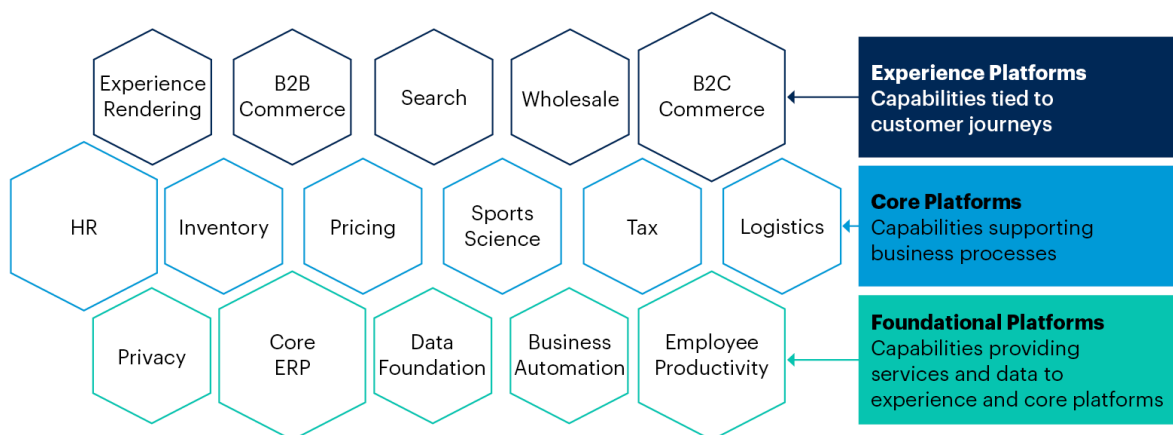 Experience
Rendering
B2B
Commerce
Search
Wholesale
B2C
Commerce
Experience Platforms
Capabilities tied to
customer journeys
HR
Inventory
Pricing
Sports
Science
Tax
Logistics
Core Platforms
Capabilities supporting
business processes
Privacy
Core
ERP
Data
Foundation
Business
Automation
Employee
Productivity
Foundational Platforms
Capabilities providing
services and data to
experience and core platforms